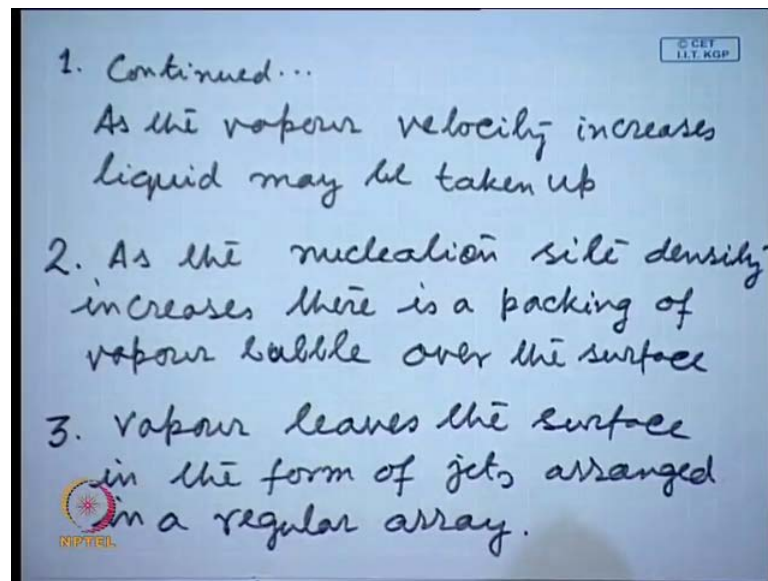 © CET
I.I.T. KGP
1. Continued...
As the vapour velocity increases
liquid may be taken up
2. As the nucleation site density
increases there is a packing of
vapour bubble over the surface
3. Vapour leaves the surface
in the form of jets arranged
in a regular array.
NPTEL